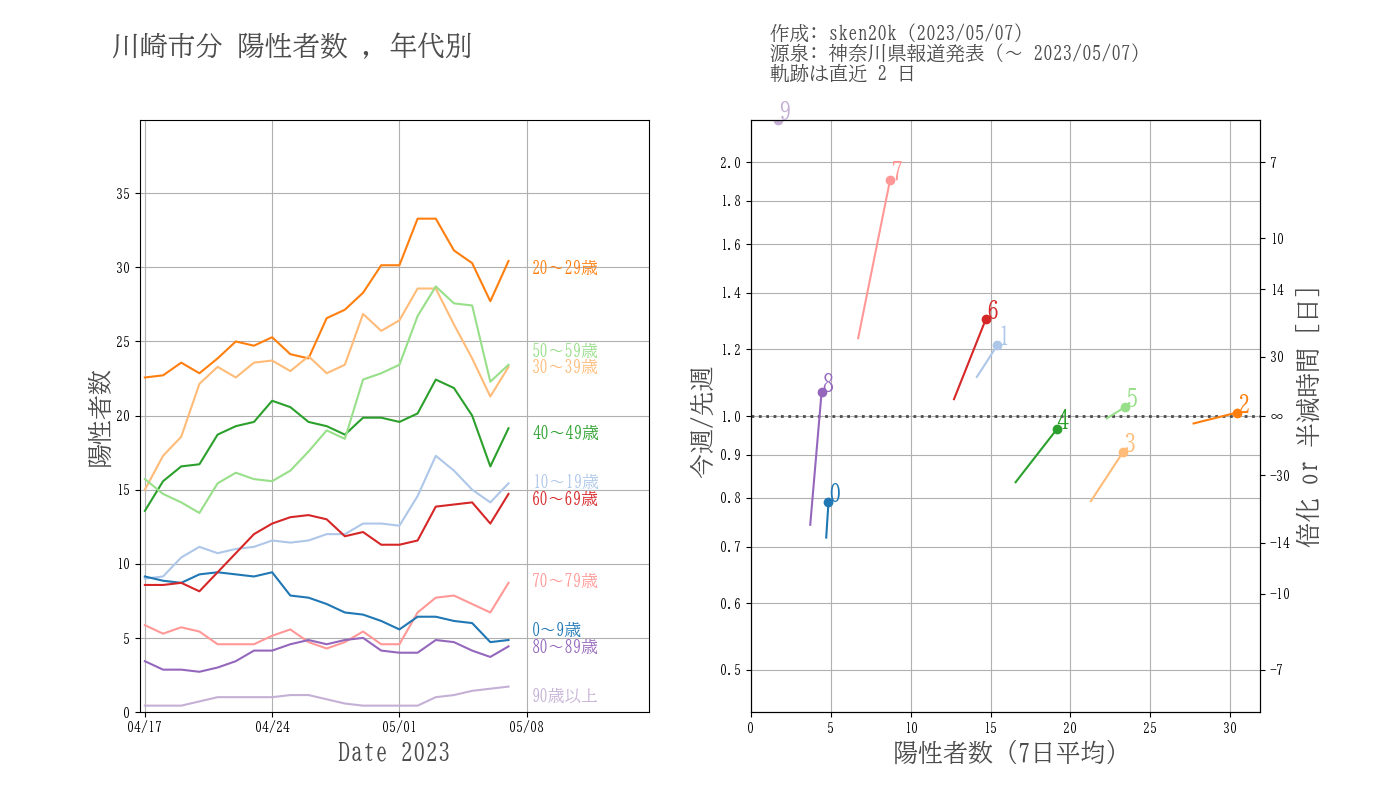 川崎市分 陽性者数 , 年代別
作成: sken20k (2023/05/07)
源泉: 神奈川県報道発表 (〜 2023/05/07)
軌跡は直近 2 日
陽性者数
35
30
25
20
15
10
5
0
04/17 04/24 05/01 05/08
Date 2023
20〜29歳
50〜59歳
30〜39歳
40〜49歳
10〜19歳
60〜69歳
70〜79歳
0〜9歳
80〜89歳
90歳以上
今週/先週
2.0
1.8
1.6
1.4
1.2
1.0
0.9
0.8
0.7
0.6
0.5
9
7
6
1
8
5
2
4
3
0
0 5 10 15 20 25 30
陽性者数 (7日平均)
7
10
14
30
∞
−30
−14
−10
−7
倍化 or 半減時間 [日]